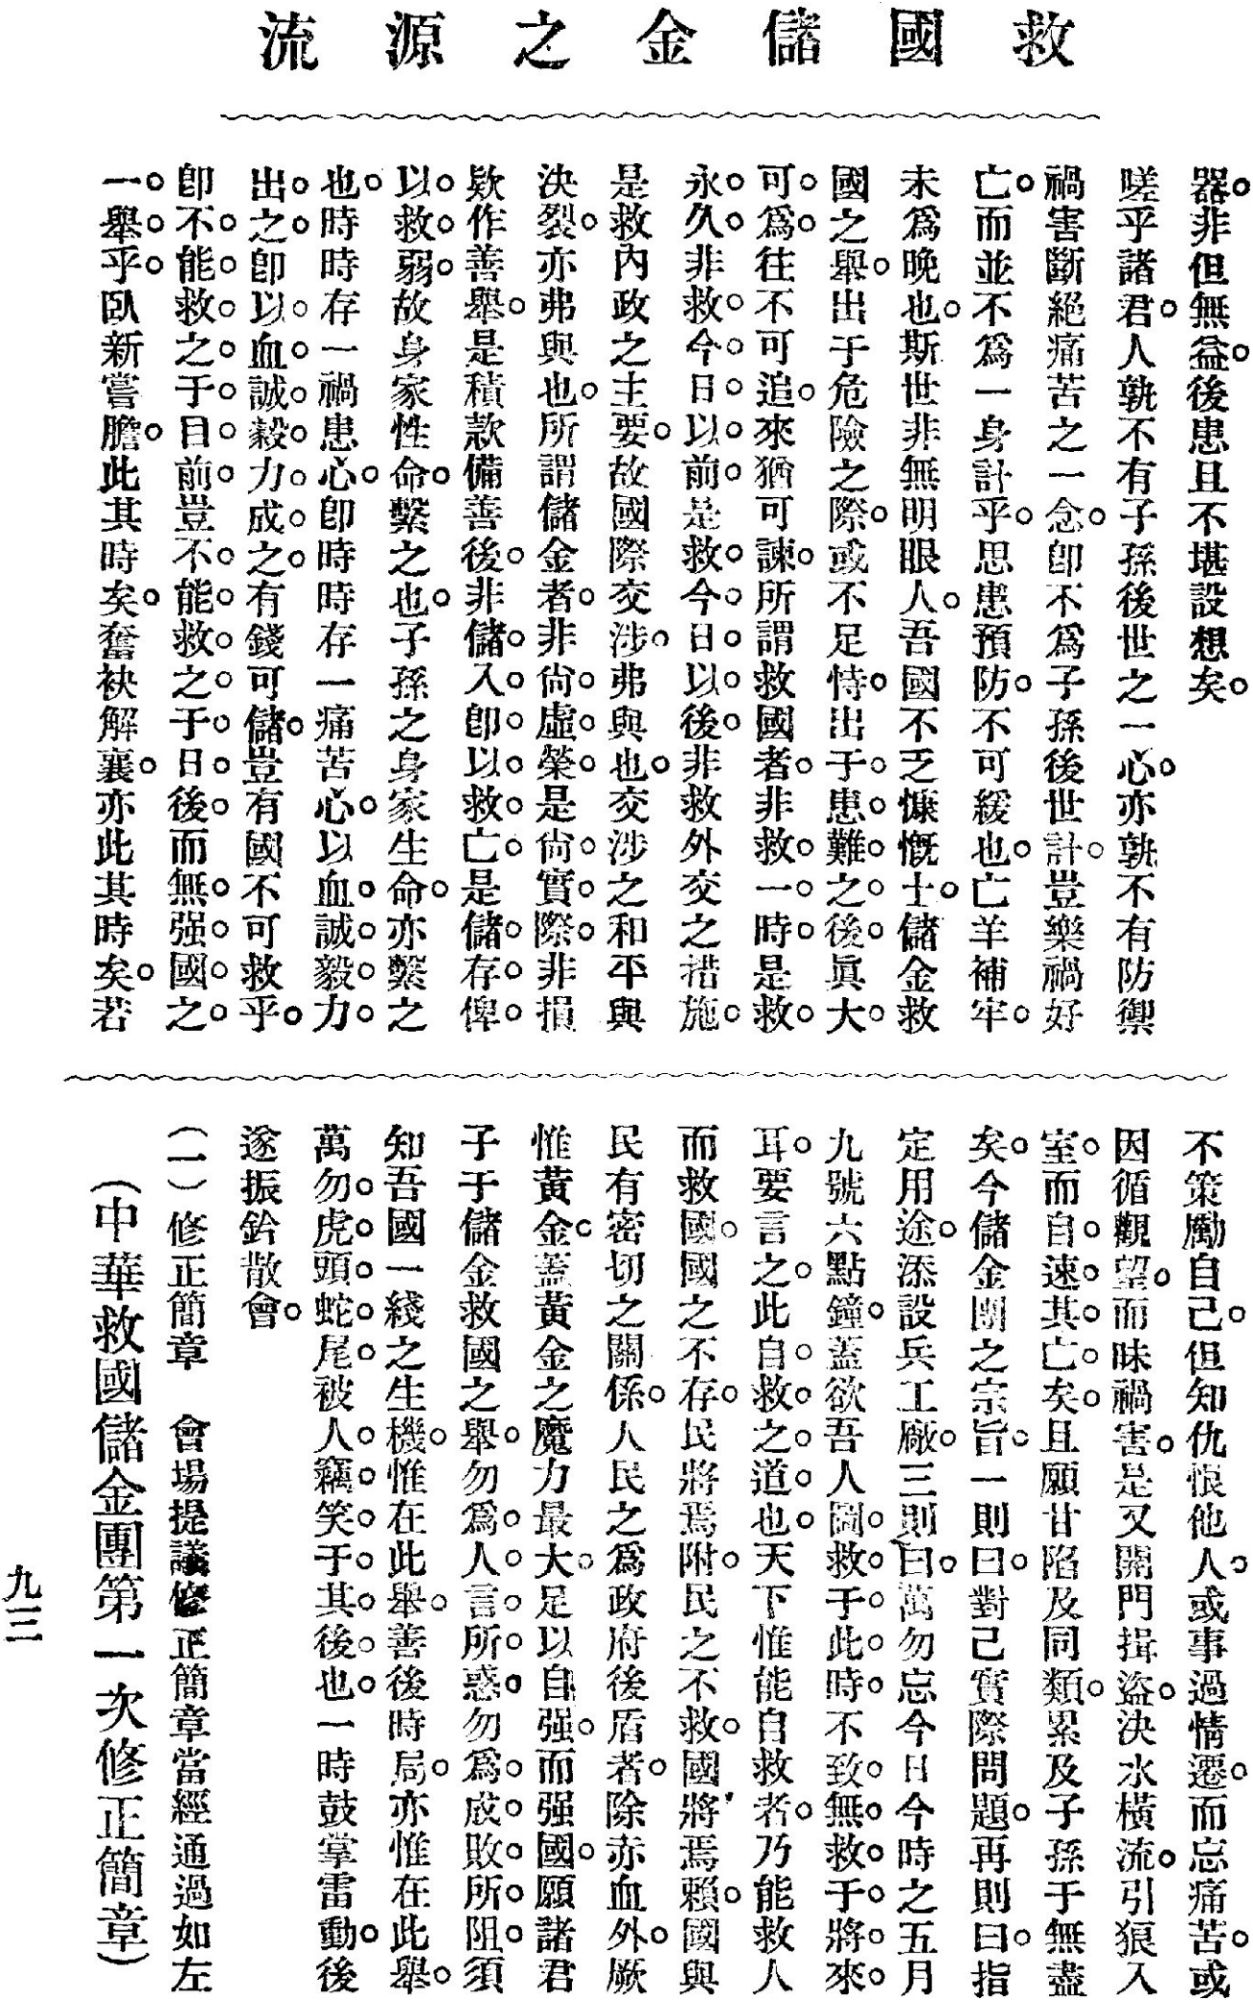 救國儲金之源流
器。非但無益。後患且不堪設想矣。
嗟乎諸君。人孰不有子孫後世之一心。亦孰不有防禦
禍害斷絕痛苦之一念。卽不爲子孫後世計。豈樂禍好
亡。而並不爲一身計乎。思患預防。不可緩也。亡羊補牢。
未爲晚也。斯世非無明眼人。吾國不乏慷慨士。儲金救
國之舉。出于危險之際。或不足恃。出于患難之後。眞大
可爲。往不可追。來猶可諫。所謂救國者。非救一時。是救
永久。非救今日以前。是救今日以後。非救外交之措施。
是救內政之主要。故國際交涉。弗與也。交涉之和平與
決裂。亦弗與也。所謂儲金者。非尙虛榮。是尙實際。非損
欵作善舉。是積款備善後。非儲入卽以救亡。是儲存俾
以救弱。故身家性命。繫之也。子孫之身家生命。亦繫之
也。時時存一禍患心。卽時時存一痛苦心。以血誠毅力
出之。卽以血誠毅力成之。有錢可儲。豈有國不可救乎。
卽不能救之于目前。豈不能救之于日後。而無强國之
一舉乎。臥新嘗膽。此其時矣。奮袂解襄。亦此其時矣。若
不策勵自己。但知仇恨他人。或事過情遷。而忘痛苦。或
因循觀望。而昧禍害。是又開門揖盜。決水橫流。引狼入
室。而自速其亡矣。且願甘陷及同類。累及子孫于無盡
矣。今儲金團之宗旨。一則曰。對己實際問題。再則曰。指
定用途。添設兵工廠。三則曰。萬勿忘今日今時之五月
九號六點鐘。蓋欲吾人圖救于此時。不致無救于將來
耳。要言之。此自救之道也。天下惟能自救者。乃能救人
而救國。國之不存。民將焉附。民之不救。國將焉賴。國與
民有密切之關係。人民之爲政府後盾者。除赤血外。厥
惟黃金。蓋黃金之魔力最大。足以自强而强國。願諸君
子于儲金救國之舉。勿爲人言所惑。勿爲成敗所阻。須
知吾國一綫之生機。惟在此舉。善後時局。亦惟在此舉。
萬勿虎頭蛇尾。被人竊笑于其後也。一時鼓掌雷動。後
遂振鈴散會。
(一)修正簡章　會場提議修正簡章當經通過如左
(中華救國儲金團第一次修正簡章)
九三